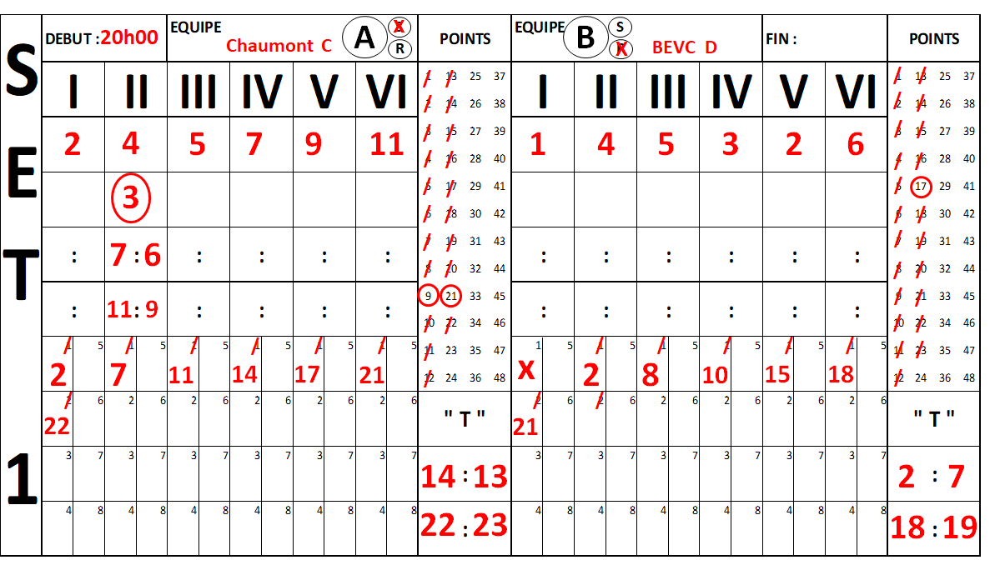 SET 1
DEBUT :20h00 EQUIPE Chaumont C A X R POINTS EQUIPE B S X BEVC D FIN : POINTS
I II III IV V VI I II III IV V VI
2 4 5 7 9 11 1 4 5 3 2 6
3
: 7 : 6 : : : : : : : : : :
: 11: 9 : : : : : : : : : :
1 13 25 37 1 13 25 37
2 14 26 38 2 14 26 38
3 15 27 39 3 15 27 39
4 16 28 40 4 16 28 40
5 17 29 41 5 17 29 41
6 18 30 42 6 18 30 42
7 19 31 43 7 19 31 43
8 20 32 44 8 20 32 44
9 21 33 45 9 21 33 45
10 22 34 46 10 22 34 46
11 23 35 47 11 23 35 47
12 24 36 48 12 24 36 48
1 5 1 5 1 5 1 5 1 5 1 5 1 5 1 5 1 5 1 5 1 5 1 5
2 7 11 14 17 21 X 2 8 10 15 18
2 6 2 6 2 6 2 6 2 6 2 6 " T " 2 6 2 6 2 6 2 6 2 6 2 6 " T "
22 21
3 7 3 7 3 7 3 7 3 7 3 7 3 7 3 7 3 7 3 7 3 7 3 7
14 : 13 2 : 7
4 8 4 8 4 8 4 8 4 8 4 8 4 8 4 8 4 8 4 8 4 8 4 8
22 : 23 18 : 19